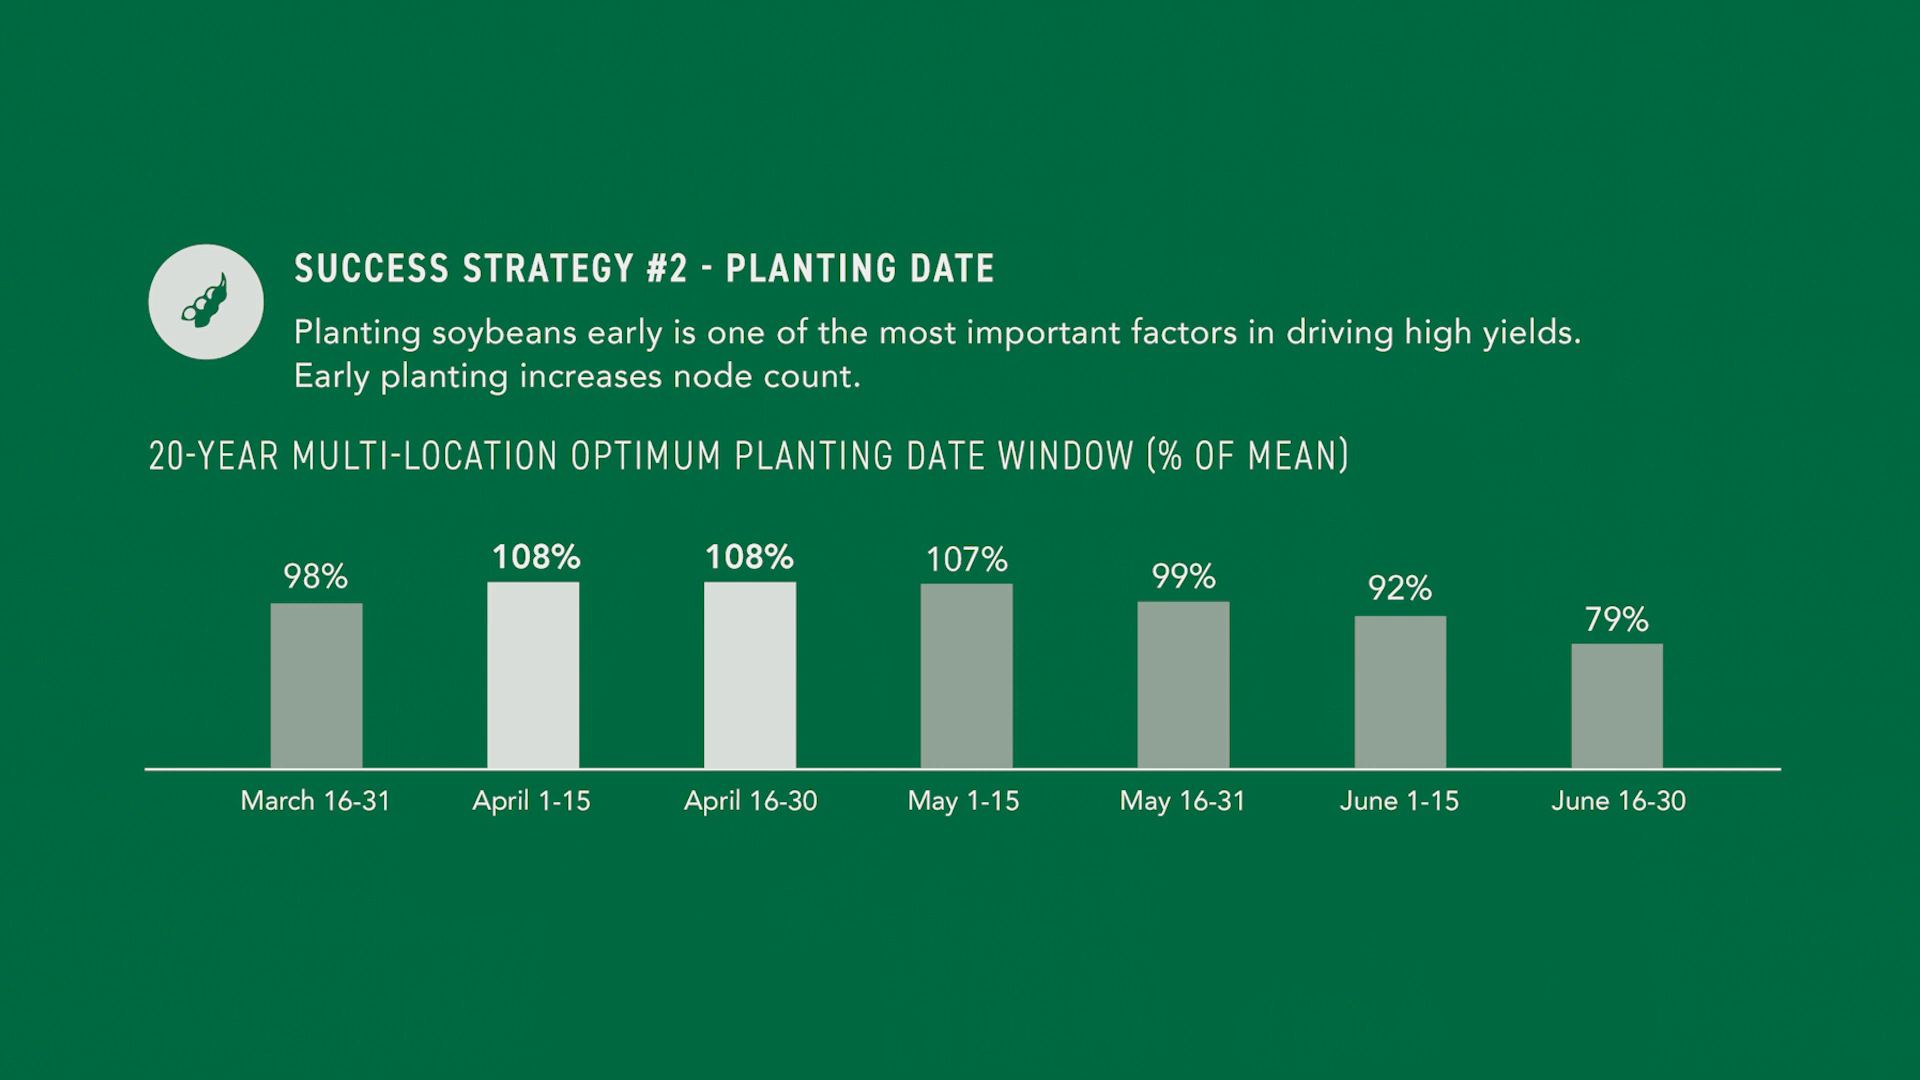 SUCCESS STRATEGY #2 - PLANTING DATE
Planting soybeans early is one of the most important factors in driving high yields.
Early planting increases node count.
20-YEAR MULTI-LOCATION OPTIMUM PLANTING DATE WINDOW (% OF MEAN)
98%
108%
108%
107%
99%
92%
79%
March 16-31
April 1-15
April 16-30
May 1-15
May 16-31
June 1-15
June 16-30